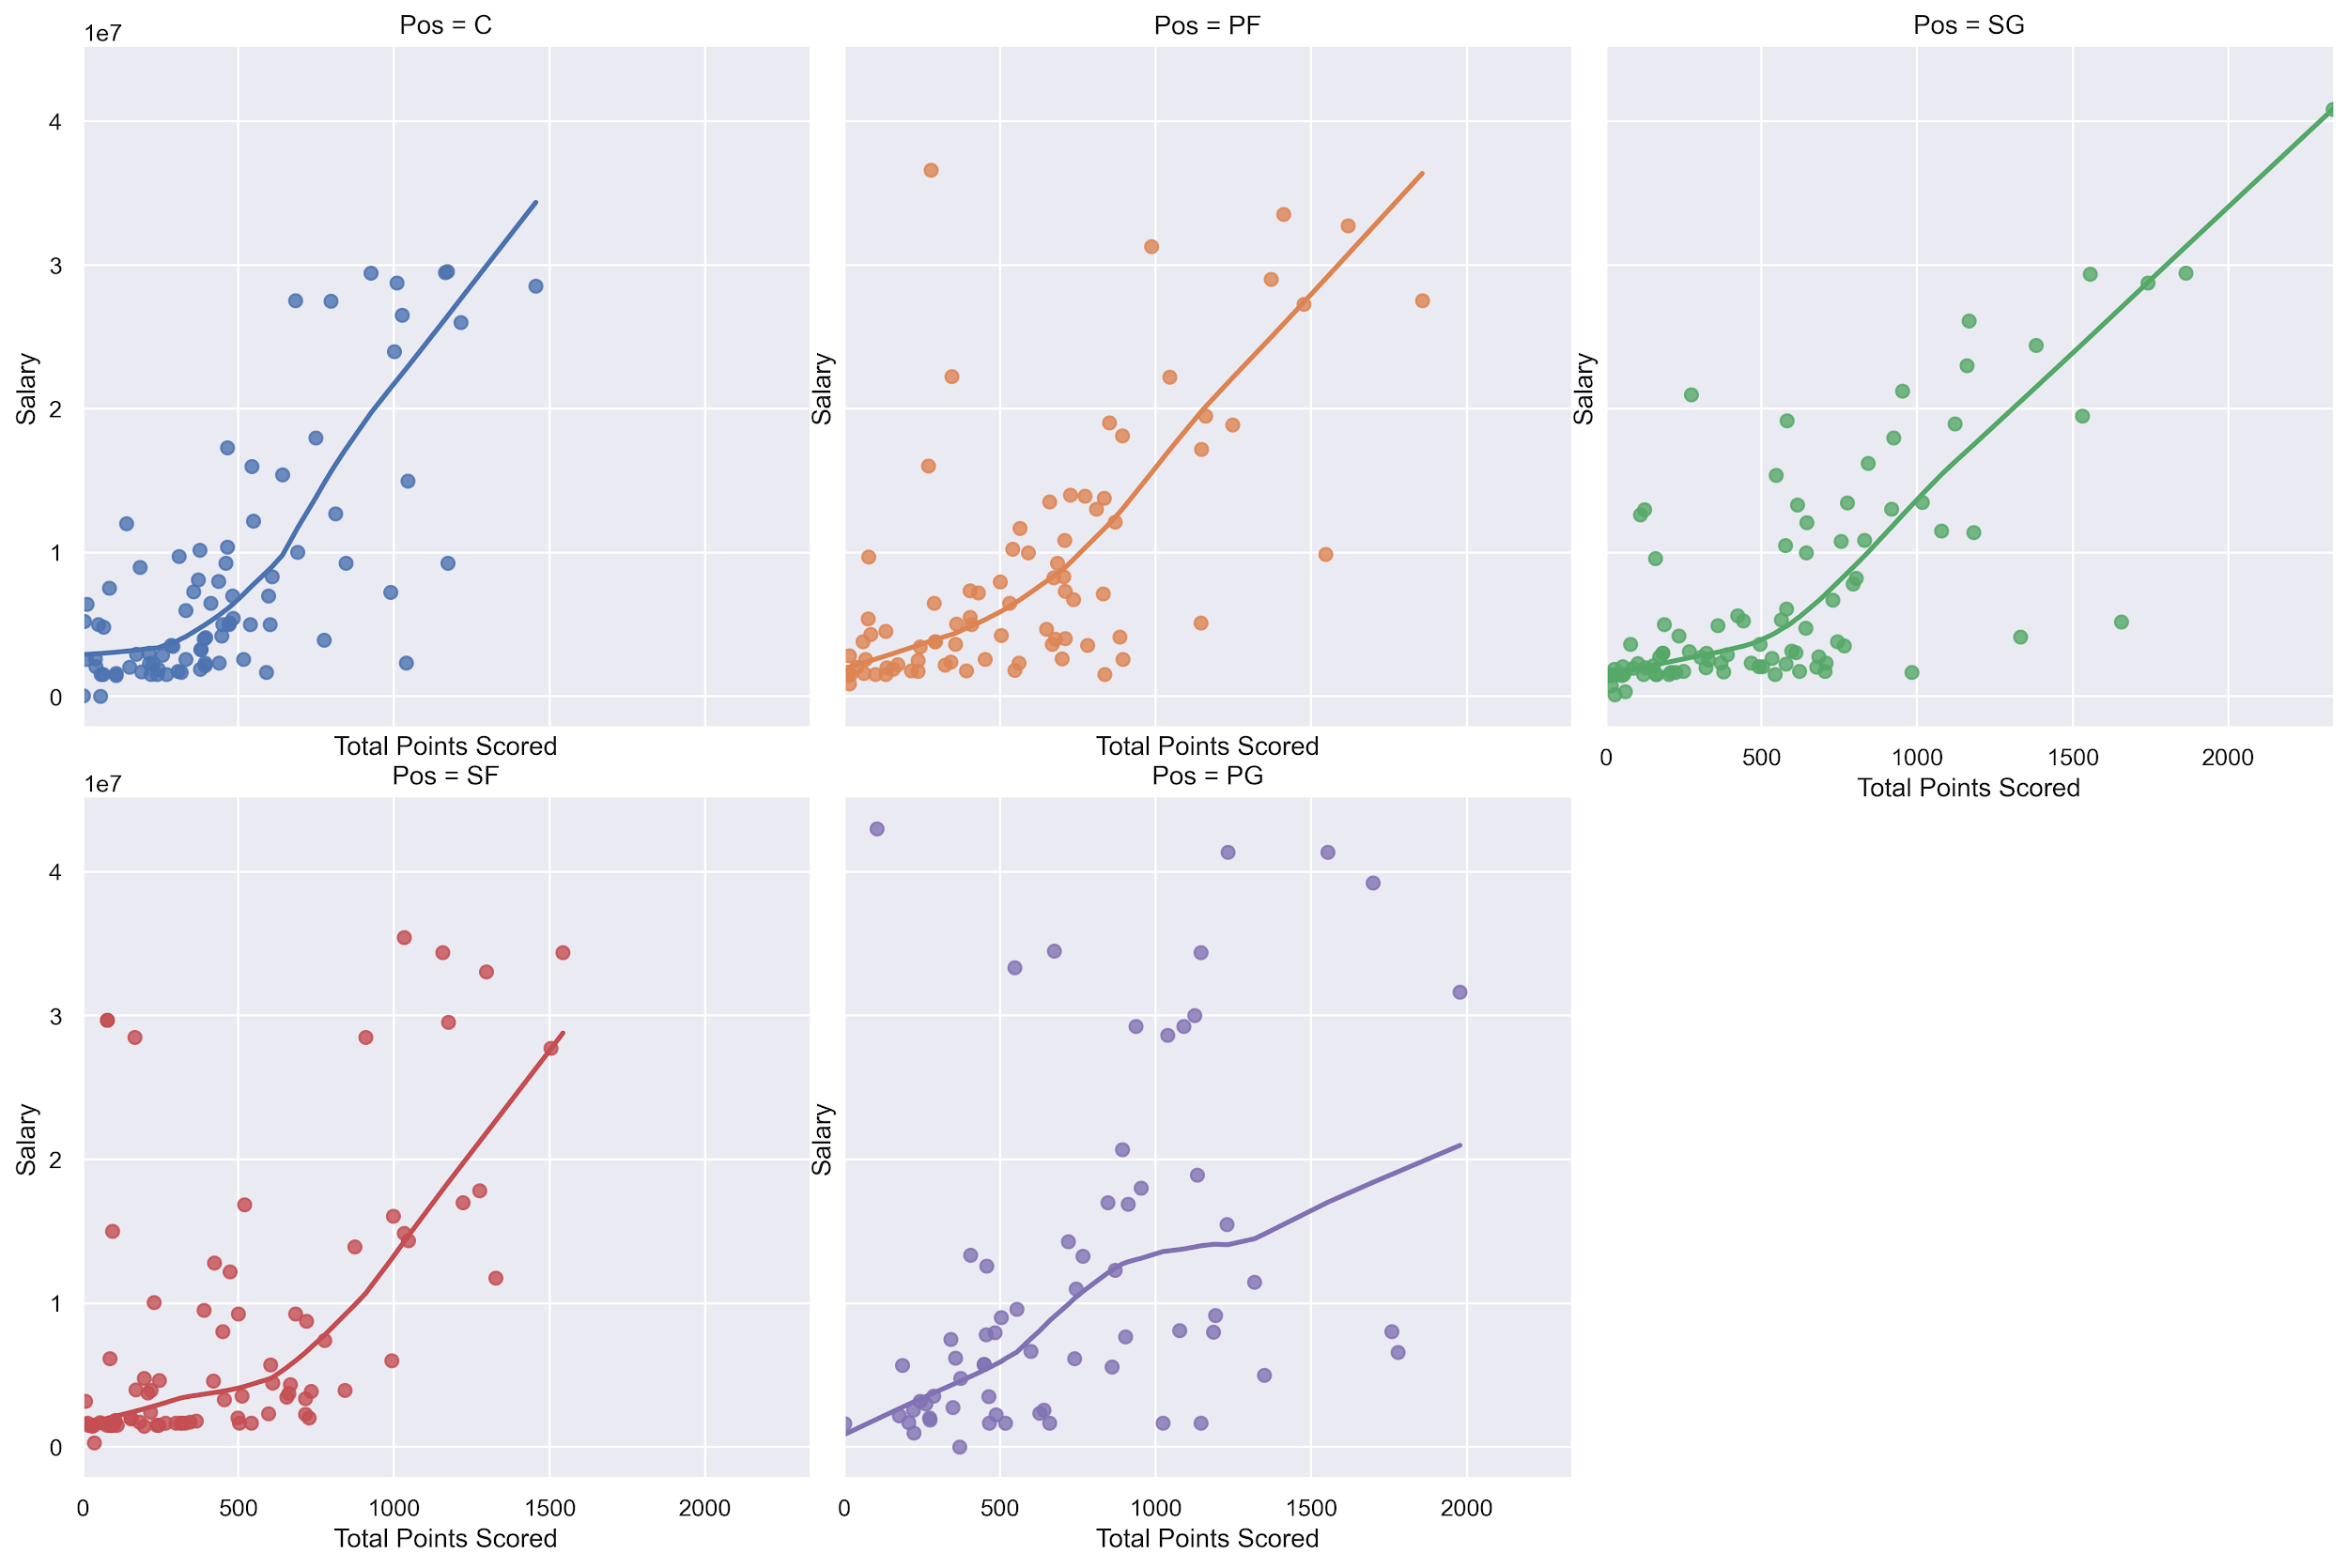 Pos = C
Pos = PF
Pos = SG
1e7
4
3
2
1
0
Salary
Salary
Salary
0 500 1000 1500 2000
Total Points Scored
Total Points Scored
Total Points Scored
Pos = SF
Pos = PG
1e7
4
3
2
1
0
Salary
Salary
0 500 1000 1500 2000
0 500 1000 1500 2000
Total Points Scored
Total Points Scored